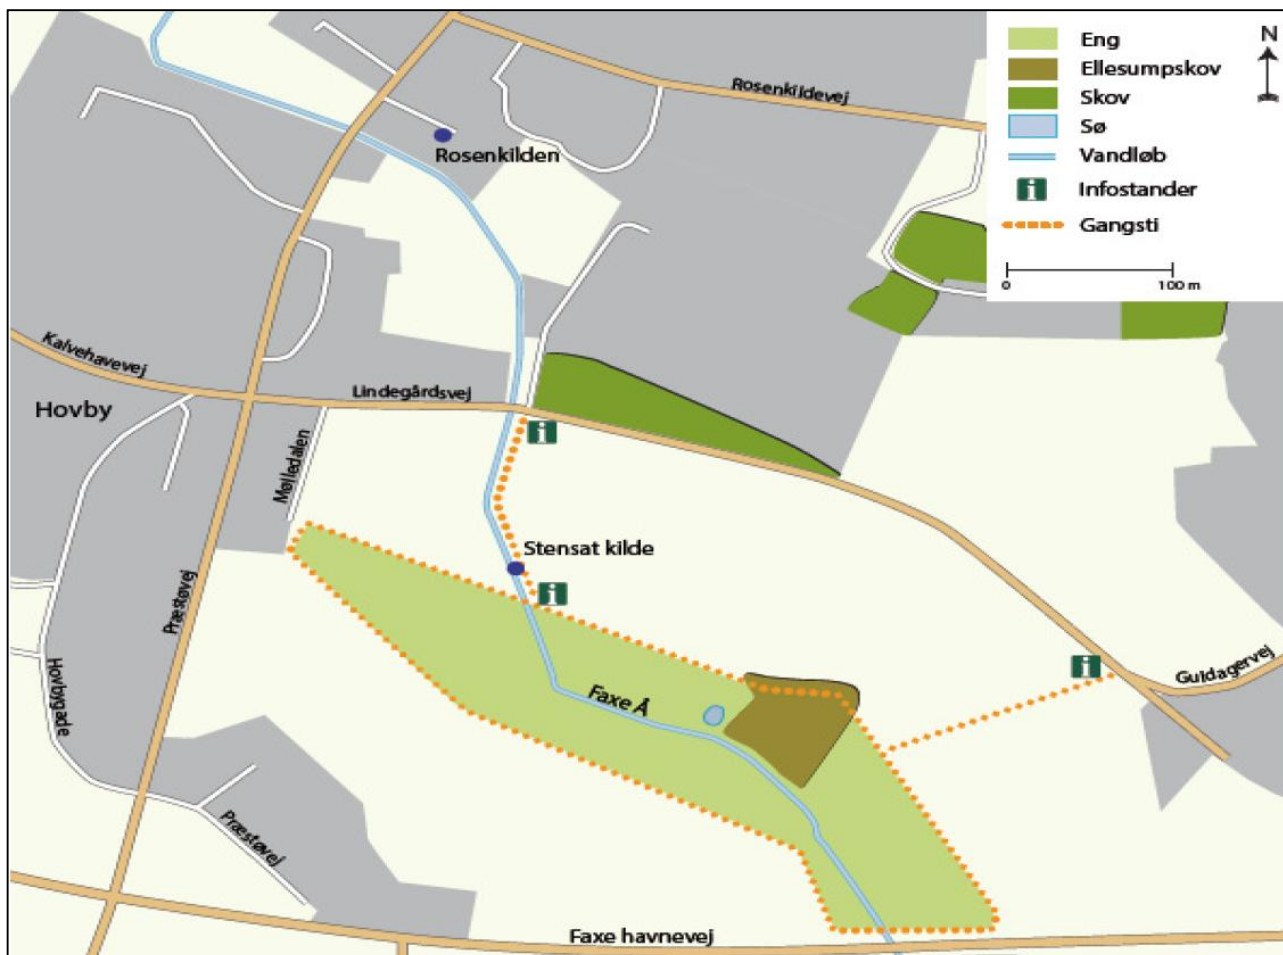 Eng
Ellesumpskov
Skov
Sø
Vandløb
i Infostander
Gangsti
0 100 m
N
Rosenkildevej
Rosenkilden
Kalvehavevej
Lindegårdsvej
Hovby
Mølledalen
i
Stensat kilde
i
Præstøvej
Hovbygade
Faxe Å
i
Guldagervej
Præstøvej
Faxe havnevej